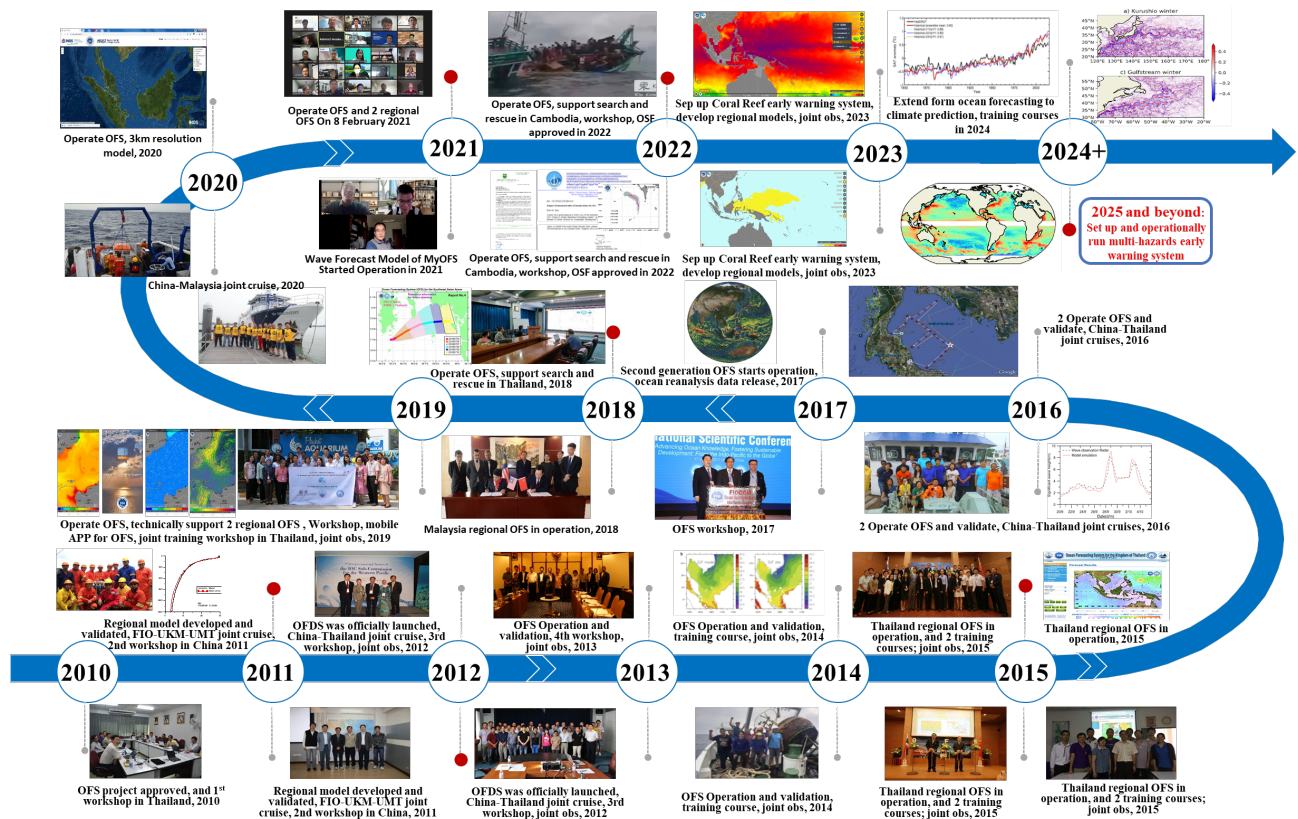 Operate OFS, 3km resolution
model, 2020
Operate OFS and 2 regional
OFS On 8 February 2021
Operate OFS, support search and
rescue in Cambodia, workshop, OSF
approved in 2022
Sep up Coral Reef early warning system,
develop regional models, joint obs, 2023
Extend form ocean forecasting to
climate prediction, training courses
in 2024
a) Kurushio winter
c) Gulfstream winter
2020
2021
2022
2023
2024+
China-Malaysia joint cruise, 2020
Wave Forecast Model of MyOFS
Started Operation in 2021
Operate OFS, support search and rescue in
Cambodia, workshop, OSF approved in 2022
Sep up Coral Reef early warning system,
develop regional models, joint obs, 2023
2025 and beyond:
Set up and operationally
run multi-hazards early
warning system
Operate OFS, support search and
rescue in Thailand, 2018
Second generation OFS starts operation,
ocean reanalysis data release, 2017
Google
2 Operate OFS and
validate, China-Thailand
joint cruises, 2016
2019
2018
2017
2016
AQUARIUM
Operate OFS, technically support 2 regional OFS , Workshop, mobile
APP for OFS, joint training workshop in Thailand, joint obs, 2019
Malaysia regional OFS in operation, 2018
national Scientific Conferen
OFS workshop, 2017
2 Operate OFS and validate, China-Thailand joint cruises, 2016
Regional model developed and
validated, FIO-UKM-UMT joint cruise,
2nd workshop in China 2011
OFDS was officially launched,
China-Thailand joint cruise, 3rd
workshop, joint obs, 2012
OFS Operation and
validation, 4th workshop,
joint obs, 2013
OFS Operation and validation,
training course, joint obs, 2014
Thailand regional OFS in
operation, and 2 training
courses; joint obs, 2015
Ocean Forecasting System for the Kingdom of Thailand
Thailand regional OFS in
operation, 2015
2010
2011
2012
2013
2014
2015
OFS project approved, and 1st
workshop in Thailand, 2010
Regional model developed and
validated, FIO-UKM-UMT joint
cruise, 2nd workshop in China, 2011
OFDS was officially launched,
China-Thailand joint cruise, 3rd
workshop, joint obs, 2012
OFS Operation and validation,
training course, joint obs, 2014
Thailand regional OFS in
operation, and 2 training
courses; joint obs, 2015
Thailand regional OFS in
operation, and 2 training courses;
joint obs, 2015